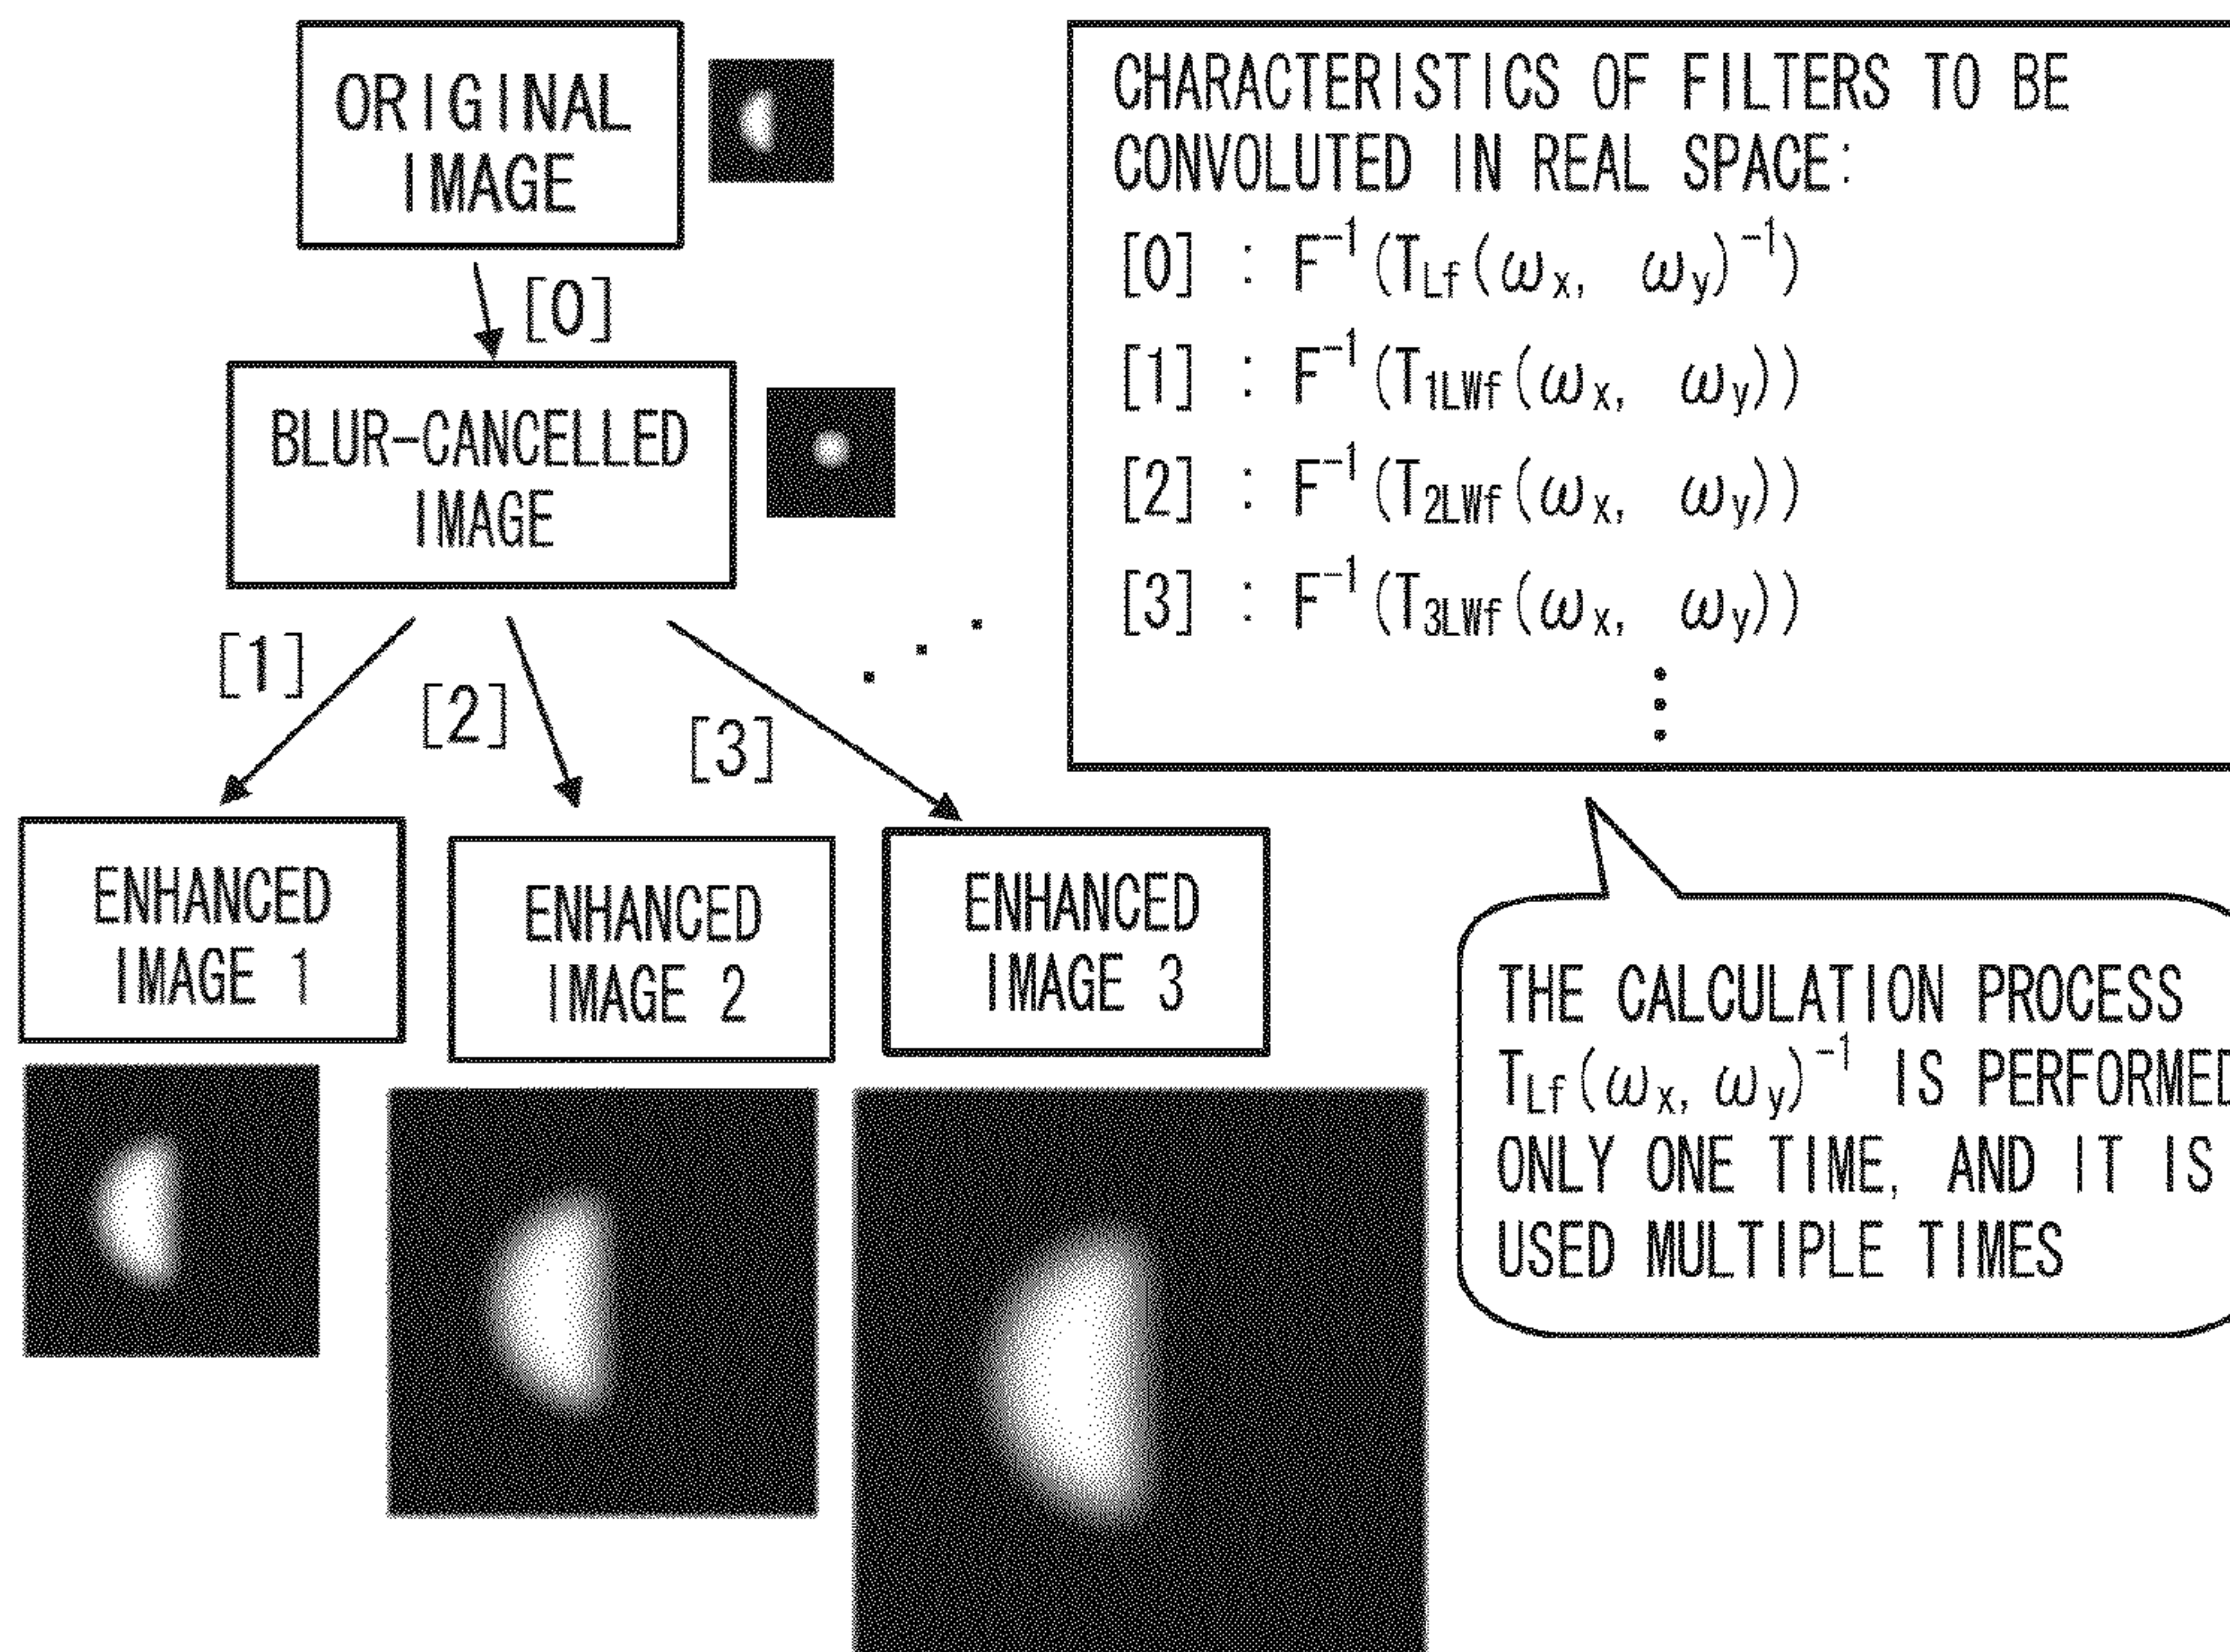 ORIGINAL
IMAGE
[0]
BLUR-CANCELLED
IMAGE
[1]
[2]
[3]
ENHANCED
IMAGE 1
ENHANCED
IMAGE 2
ENHANCED
IMAGE 3
CHARACTERISTICS OF FILTERS TO BE
CONVOLUTED IN REAL SPACE:
[0] : F⁻¹(T_Lf(ω_x, ω_y)⁻¹)
[1] : F⁻¹(T_1LWf(ω_x, ω_y))
[2] : F⁻¹(T_2LWf(ω_x, ω_y))
[3] : F⁻¹(T_3LWf(ω_x, ω_y))
THE CALCULATION PROCESS
T_Lf(ω_x, ω_y)⁻¹ IS PERFORMED
ONLY ONE TIME, AND IT IS
USED MULTIPLE TIMES